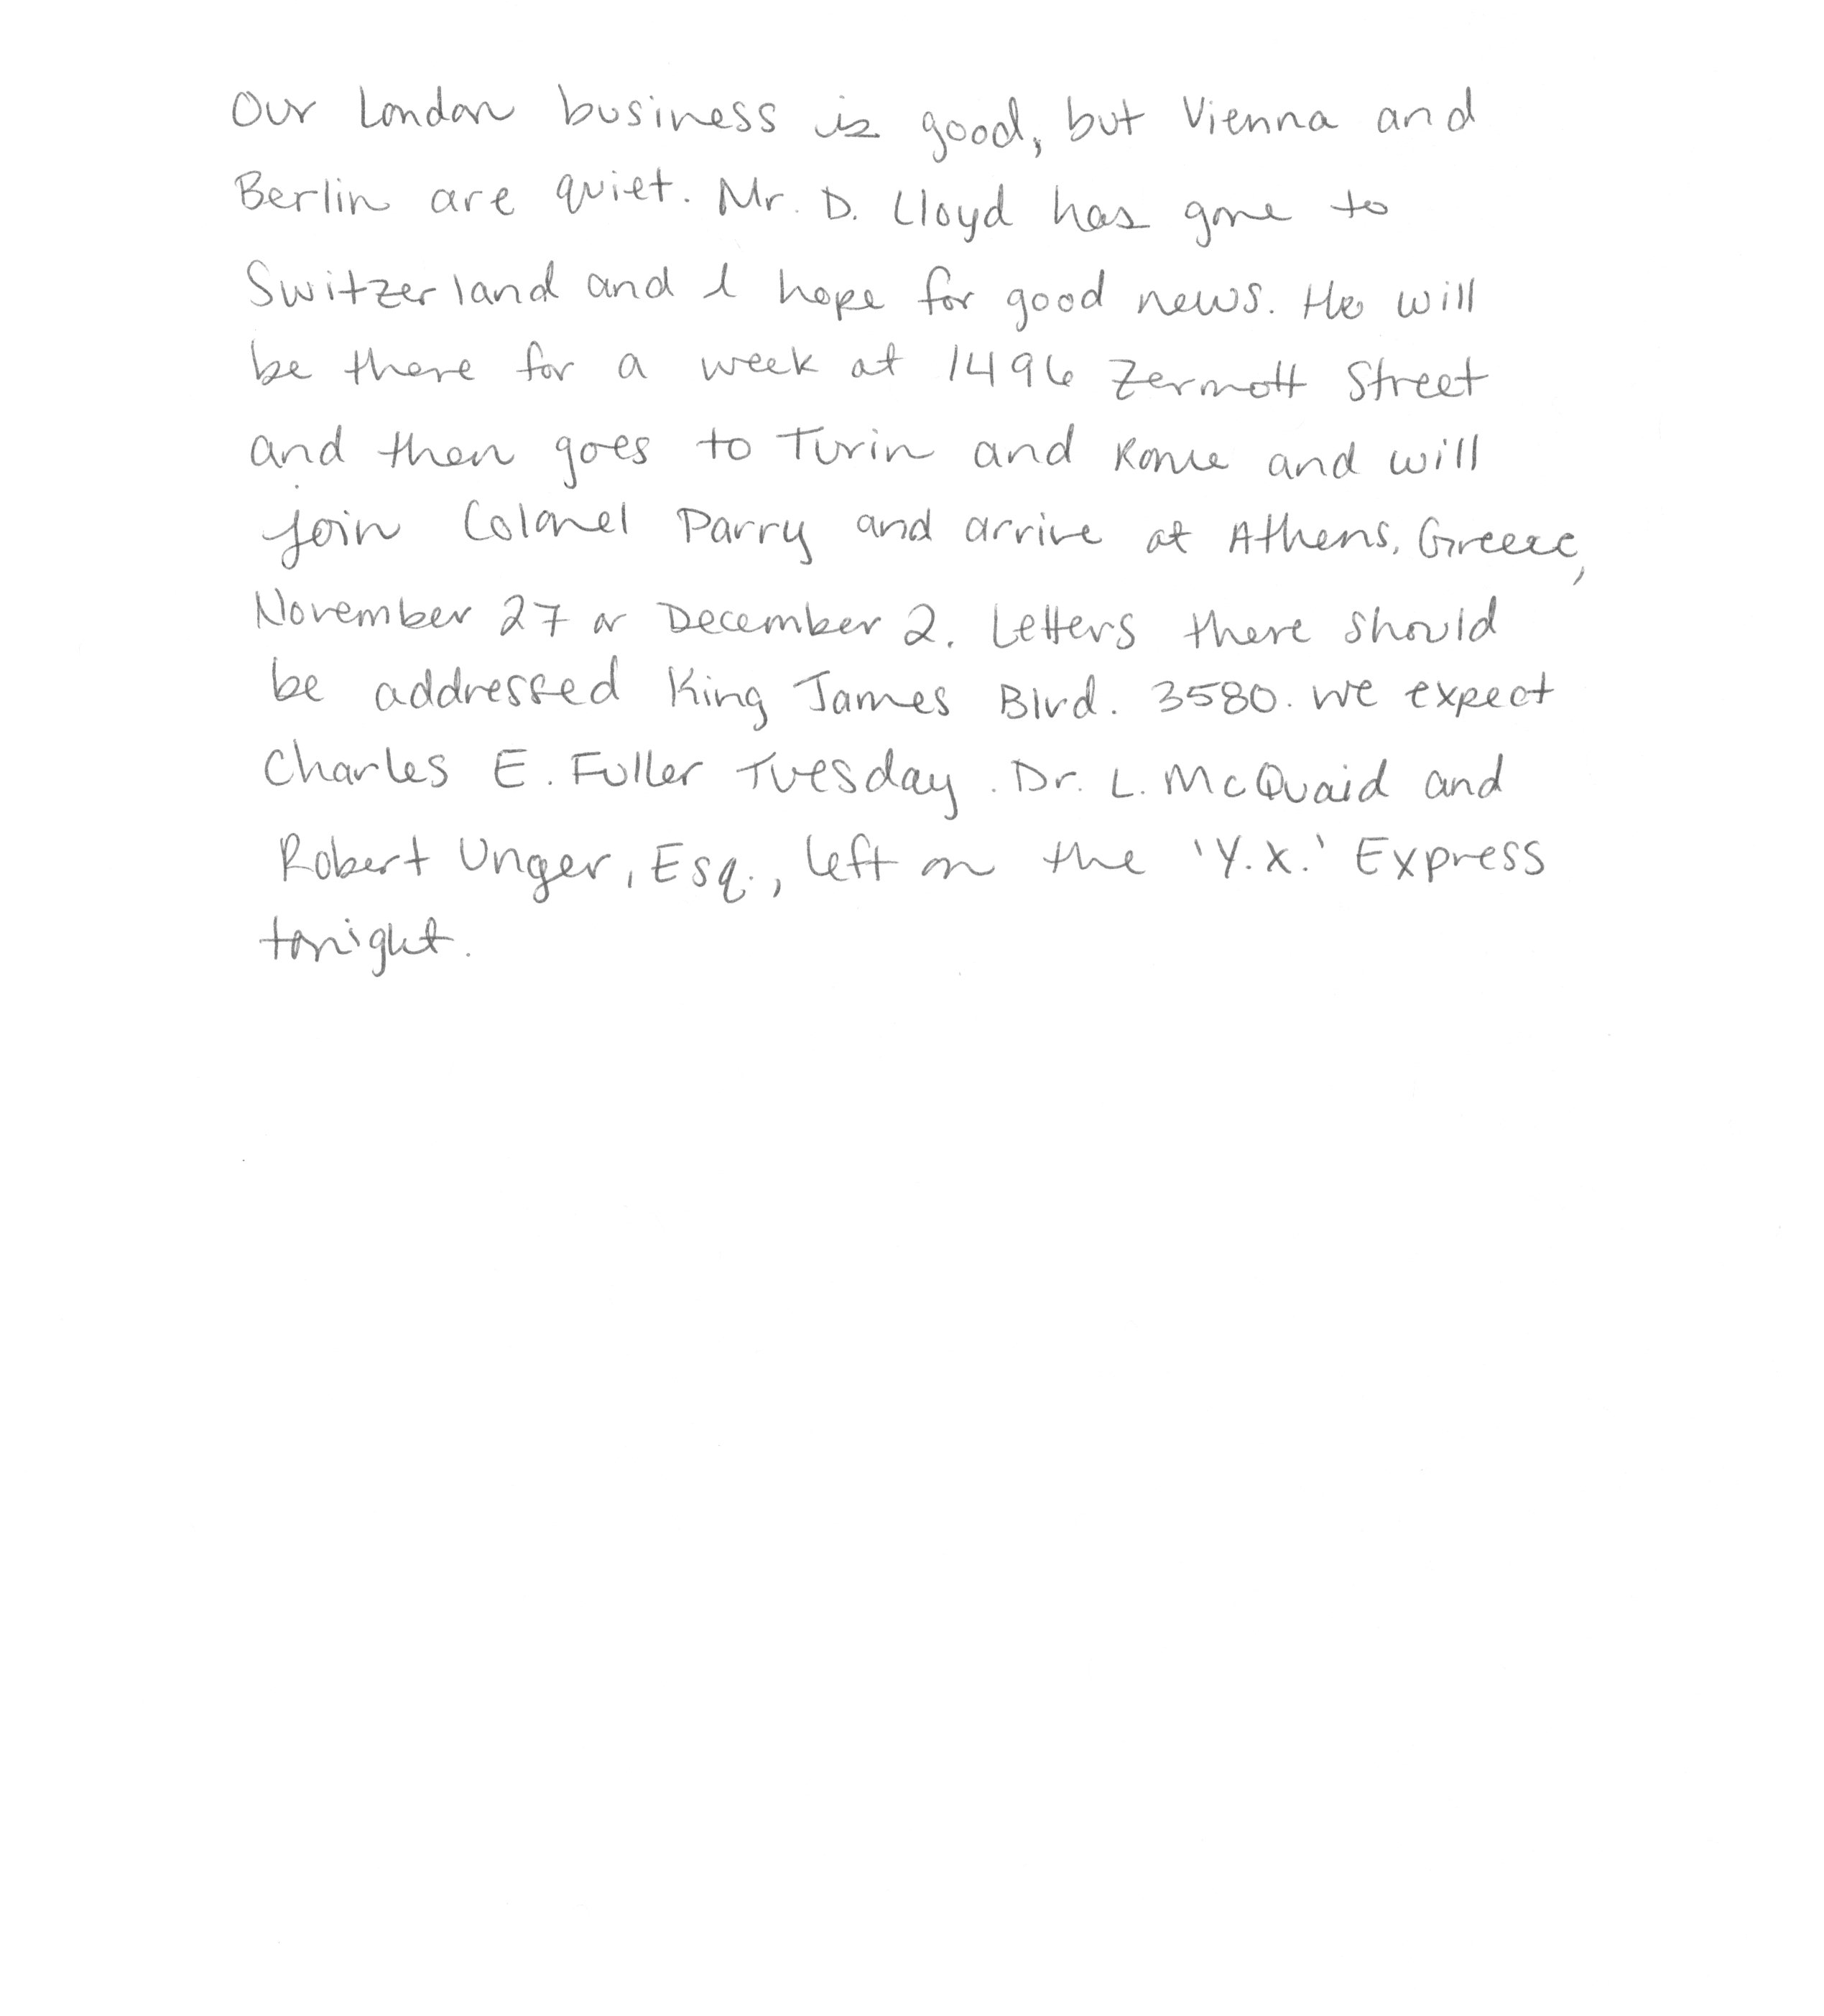 Our London business is good, but Vienna and
Berlin are quiet. Mr. D. Lloyd has gone to
Switzerland and I hope for good news. He will
be there for a week at 1496 Zermott Street
and then goes to Turin and Rome and will
join Colonel Parry and arrive at Athens, Greece,
November 27 or December 2. Letters there should
be addressed King James Blvd. 3580. We expect
Charles E. Fuller Tuesday. Dr. L. McQuaid and
Robert Unger, Esq., left on the 'Y.X.' Express
tonight.